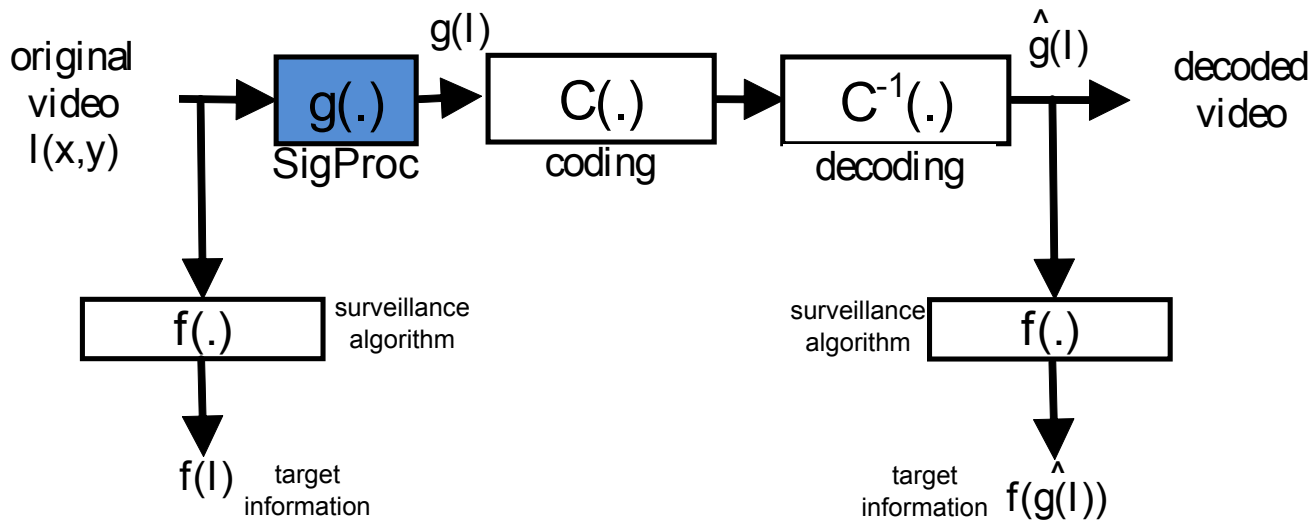 original
video
I(x,y)
g(.)
SigProc
g(I)
C(.)
coding
C⁻¹(.)
decoding
ĝ(I)
decoded
video
f(.)
surveillance
algorithm
f(I)
target
information
surveillance
algorithm
f(.)
target
information
f(ĝ(I))